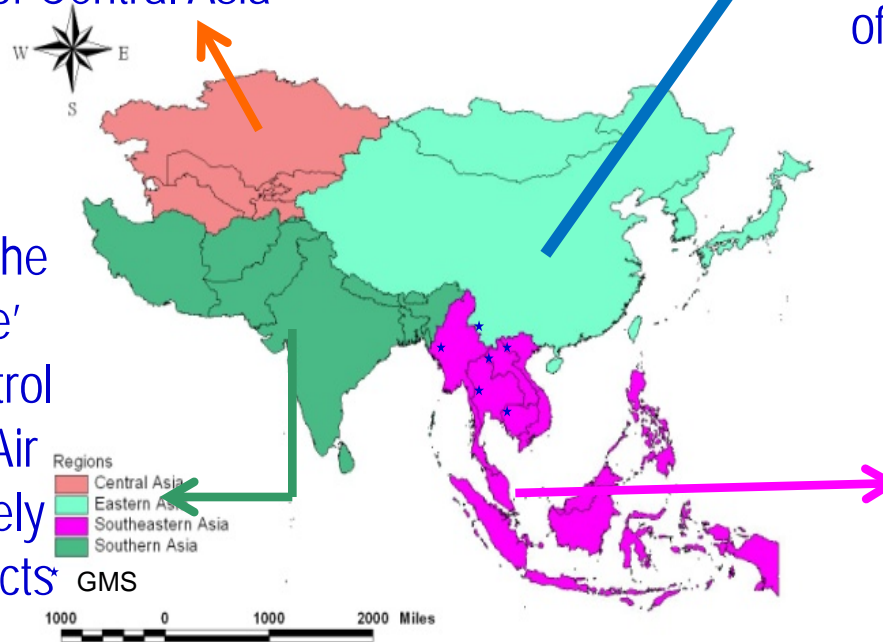 or Central Asia
of
W E
S
he
e'
trol
Air
ely
cts
Regions
Central Asia
Eastern Asia
Southeastern Asia
Southern Asia
GMS
1000 0 1000 2000 Miles